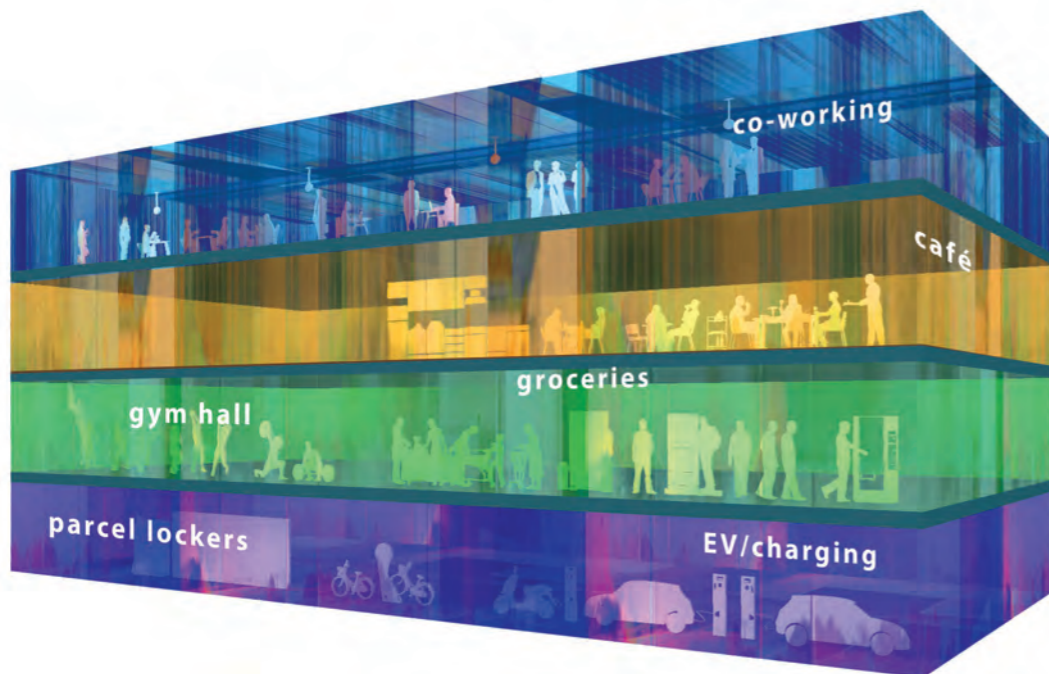 co-working
café
groceries
gym hall
parcel lockers
EV/charging